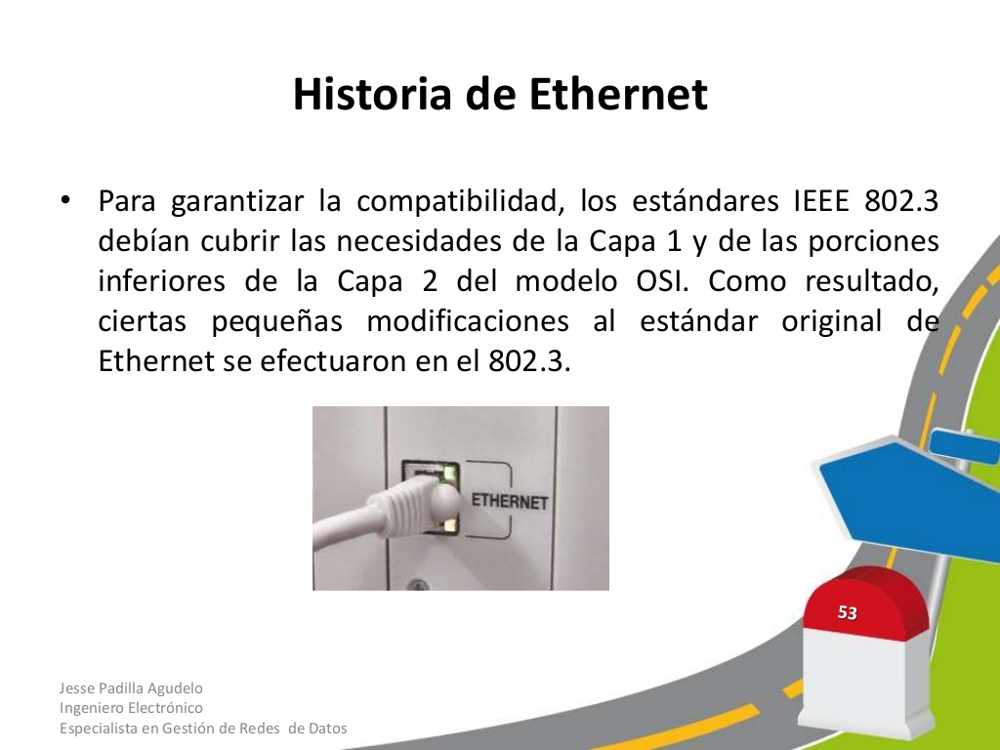 Historia de Ethernet
• Para garantizar la compatibilidad, los estándares IEEE 802.3
debían cubrir las necesidades de la Capa 1 y de las porciones
inferiores de la Capa 2 del modelo OSI. Como resultado,
ciertas pequeñas modificaciones al estándar original de
Ethernet se efectuaron en el 802.3.
ETHERNET
53
Jesse Padilla Agudelo
Ingeniero Electrónico
Especialista en Gestión de Redes  de Datos